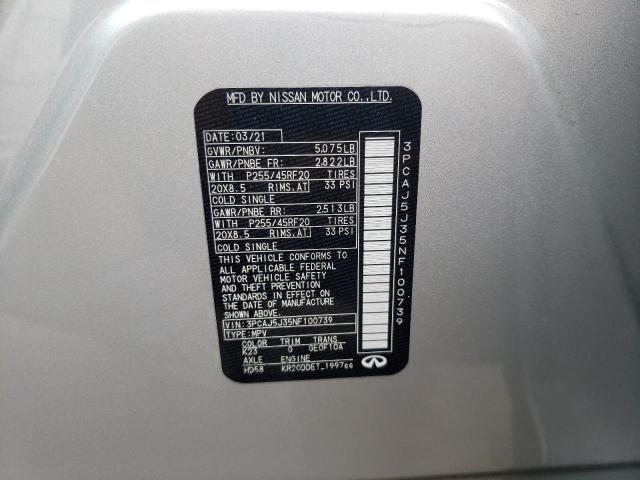 MFD BY NISSAN MOTOR CO.,LTD.
DATE: 03/21
GVWR/PNBV: 5,075LB
GAWR/PNBE FR: 2,822LB
WITH P255/45RF20 TIRES
20X8.5 RIMS.AT 33 PSI
COLD SINGLE
GAWR/PNBE RR: 2,513LB
WITH P255/45RF20 TIRES
20X8.5 RIMS.AT 33 PSI
COLD SINGLE
THIS VEHICLE CONFORMS TO
ALL APPLICABLE FEDERAL
MOTOR VEHICLE SAFETY
AND THEFT PREVENTION
STANDARDS IN EFFECT ON
THE DATE OF MANUFACTURE
SHOWN ABOVE.
VIN: 3PCAJ5J35NF100739
TYPE: MPV
COLOR TRIM TRANS
K23 G GE0F10A
AXLE ENGINE
HD58 KR20DDET_1997cc
3PCAJ5J35NF100739